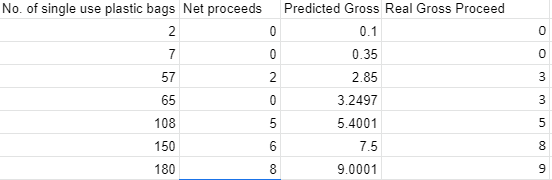 No. of single use plastic bags Net proceeds Predicted Gross Real Gross Proceed
2 0 0.1 0
7 0 0.35 0
57 2 2.85 3
65 0 3.2497 3
108 5 5.4001 5
150 6 7.5 8
180 8 9.0001 9